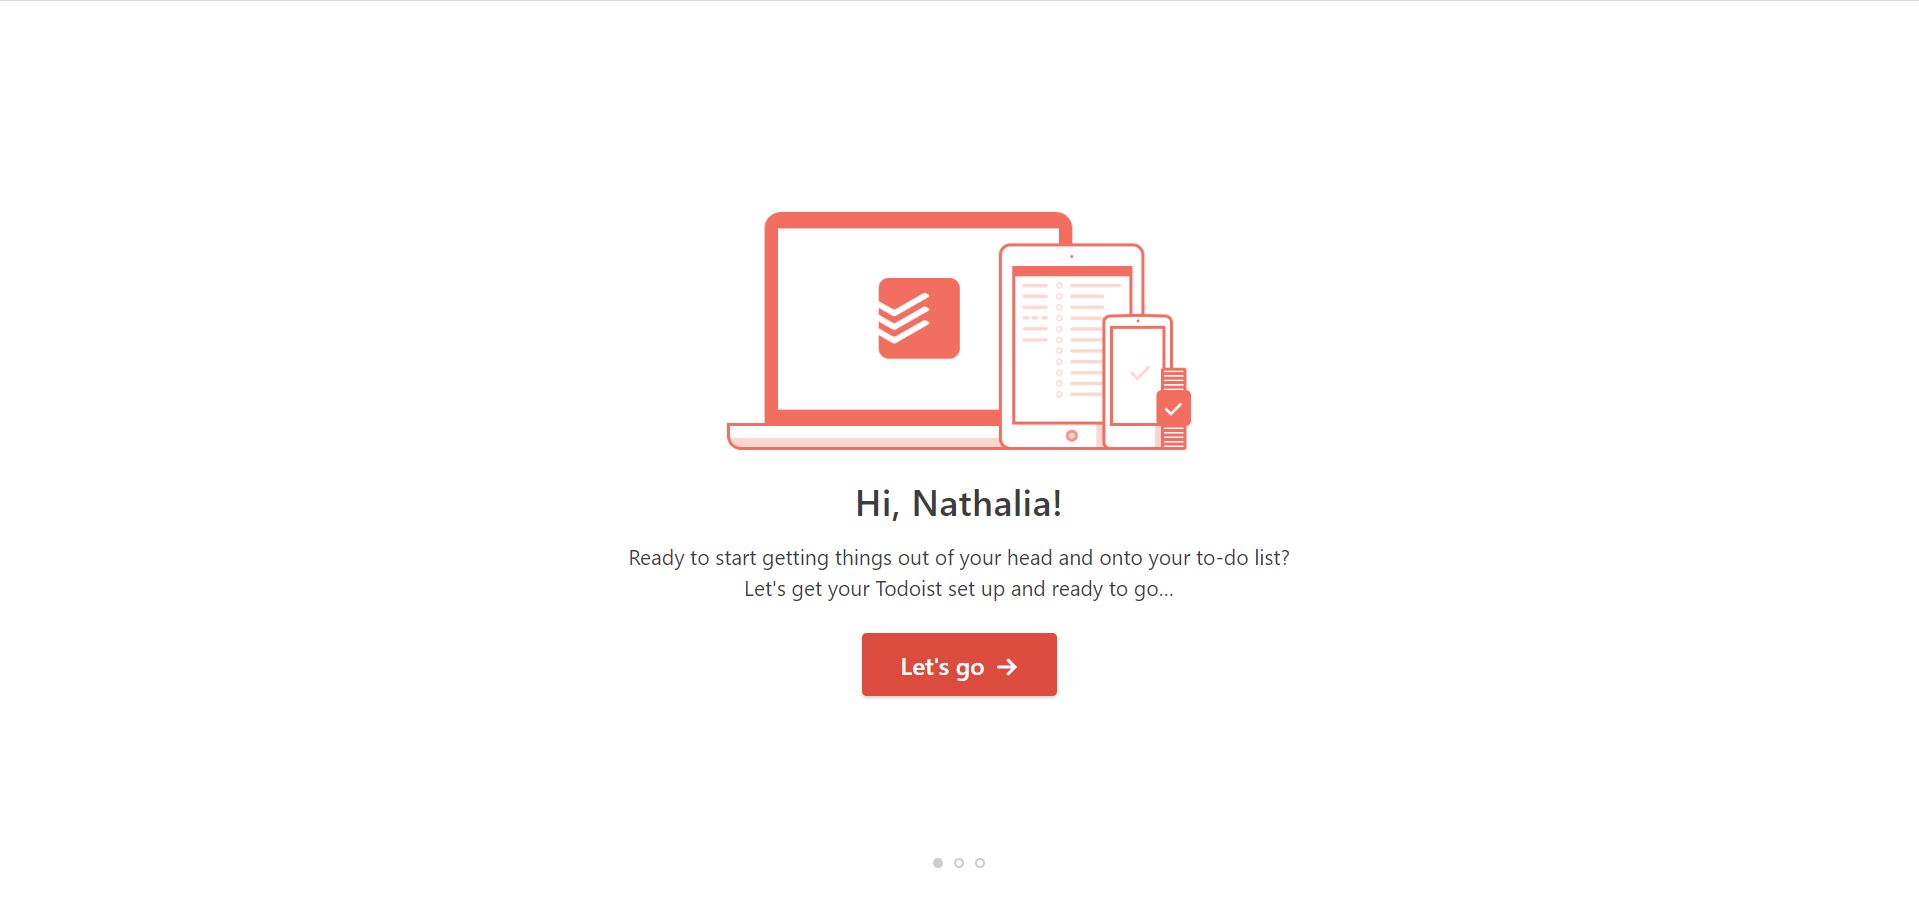 Hi, Nathalia!
Ready to start getting things out of your head and onto your to-do list?
Let's get your Todoist set up and ready to go...
Let's go →